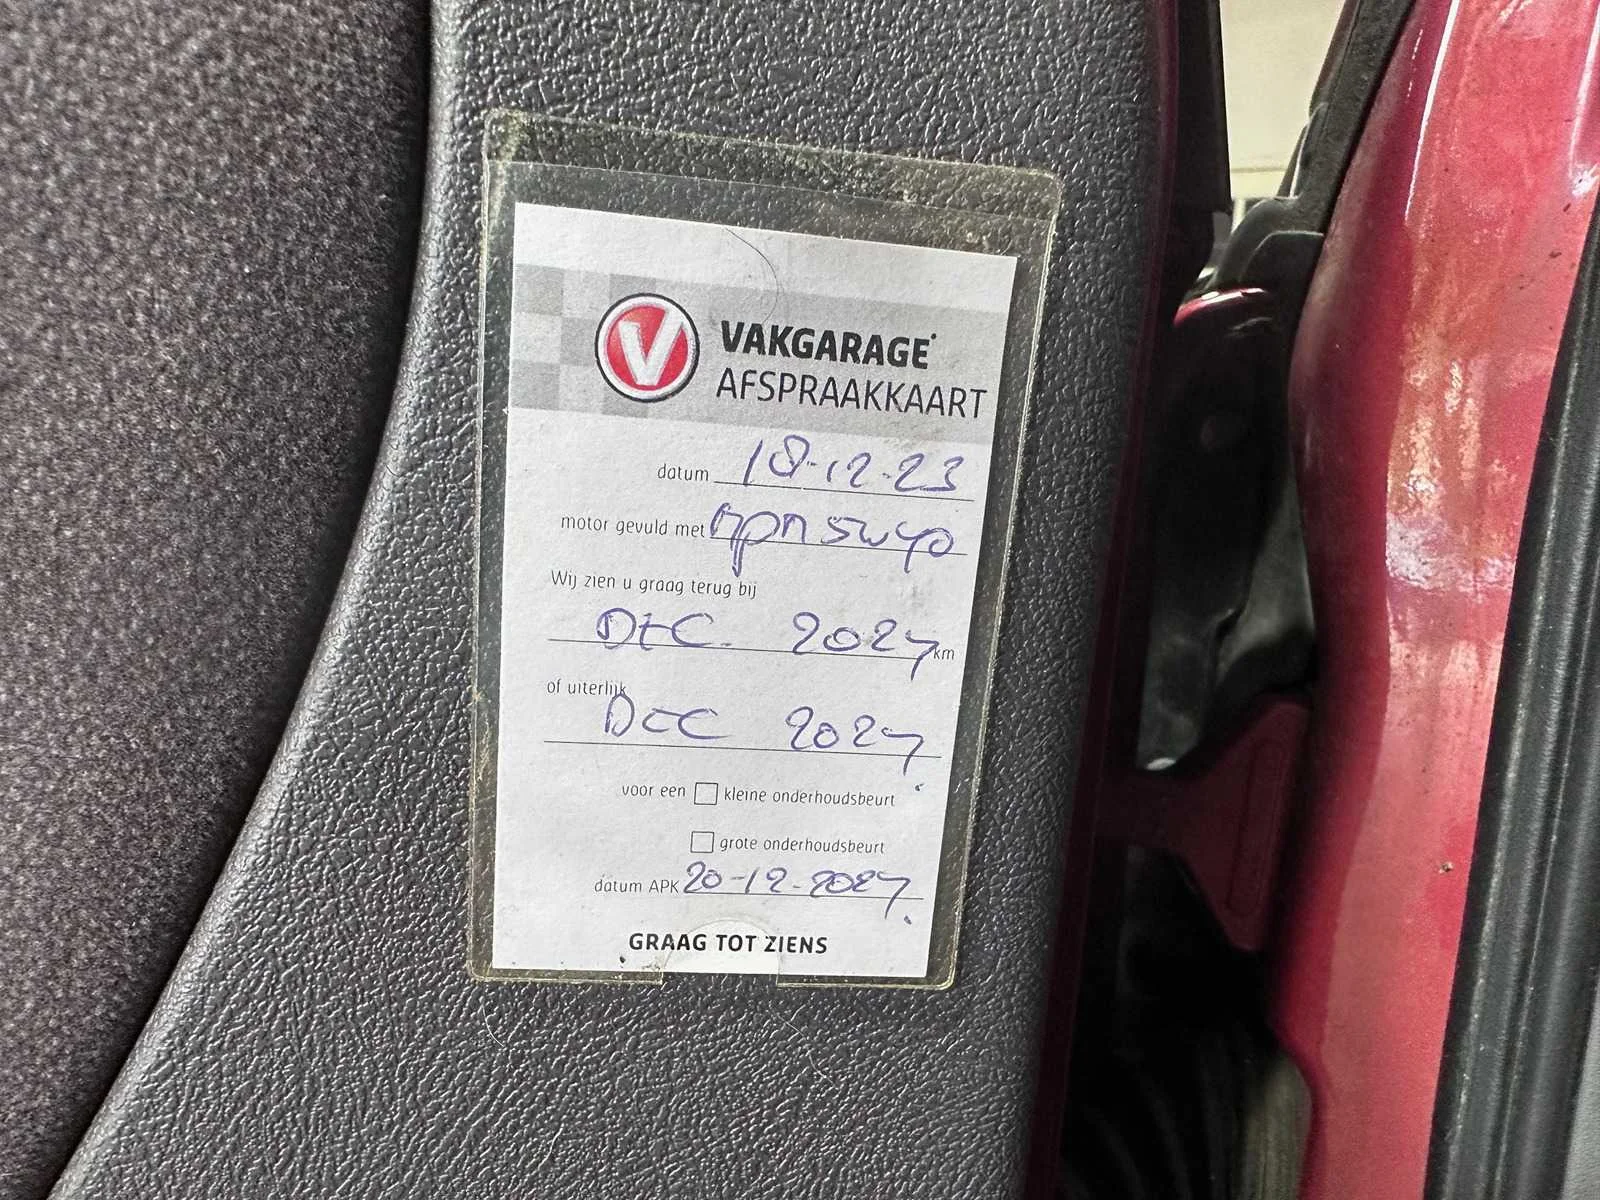 V
VAKGARAGE
AFSPRAAKKAART
datum 18-12-23
motor gevuld met 5W40
Wij zien u graag terug bij
DEC. 2024 km
of uiterlijk
DEC 2024
voor een kleine onderhoudsbeurt
grote onderhoudsbeurt
datum APK 20-12-2024
GRAAG TOT ZIENS